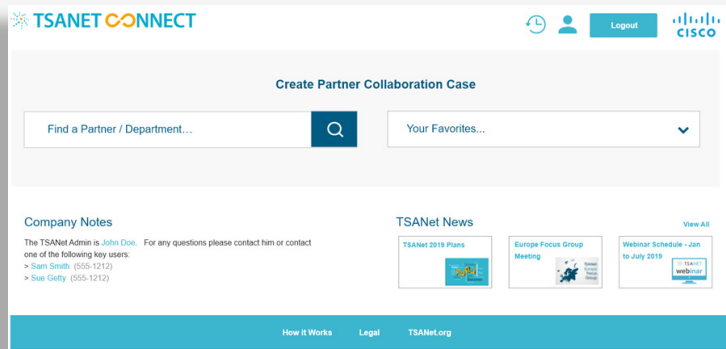 TSANET CONNECT
Logout
CISCO
Create Partner Collaboration Case
Find a Partner / Department...
Your Favorites...
Company Notes
The TSANet Admin is John Doe. For any questions please contact him or contact
one of the following key users:
> Sam Smith (555-1212)
> Sue Getty (555-1212)
TSANet News
View All
TSANet 2019 Plans
Europe Focus Group
Meeting
Webinar Schedule - Jan
to July 2019
TSANET
webinar
How it Works Legal TSANet.org